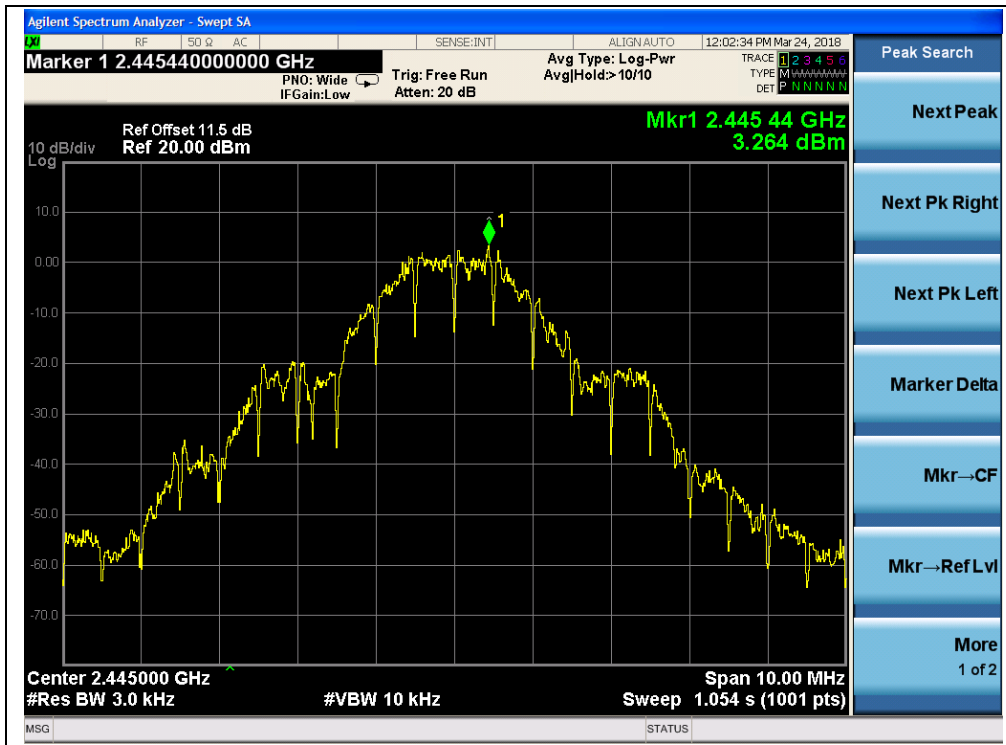 Agilent Spectrum Analyzer - Swept SA
LXI RF 50 Ω AC SENSE:INT ALIGN AUTO 12:02:34 PM Mar 24, 2018
Marker 1 2.445440000000 GHz
PNO: Wide
IFGain:Low
Trig: Free Run
Atten: 20 dB
Avg Type: Log-Pwr
Avg|Hold:>10/10
TRACE 1 2 3 4 5 6
TYPE M WWWWW
DET P N N N N N
Mkr1 2.445 44 GHz
3.264 dBm
Ref Offset 11.5 dB
10 dB/div Ref 20.00 dBm
Log
10.0
0.00
-10.0
-20.0
-30.0
-40.0
-50.0
-60.0
-70.0
1
Center 2.445000 GHz Span 10.00 MHz
#Res BW 3.0 kHz #VBW 10 kHz Sweep 1.054 s (1001 pts)
MSG STATUS
Peak Search
Next Peak
Next Pk Right
Next Pk Left
Marker Delta
Mkr→CF
Mkr→Ref Lvl
More
1 of 2